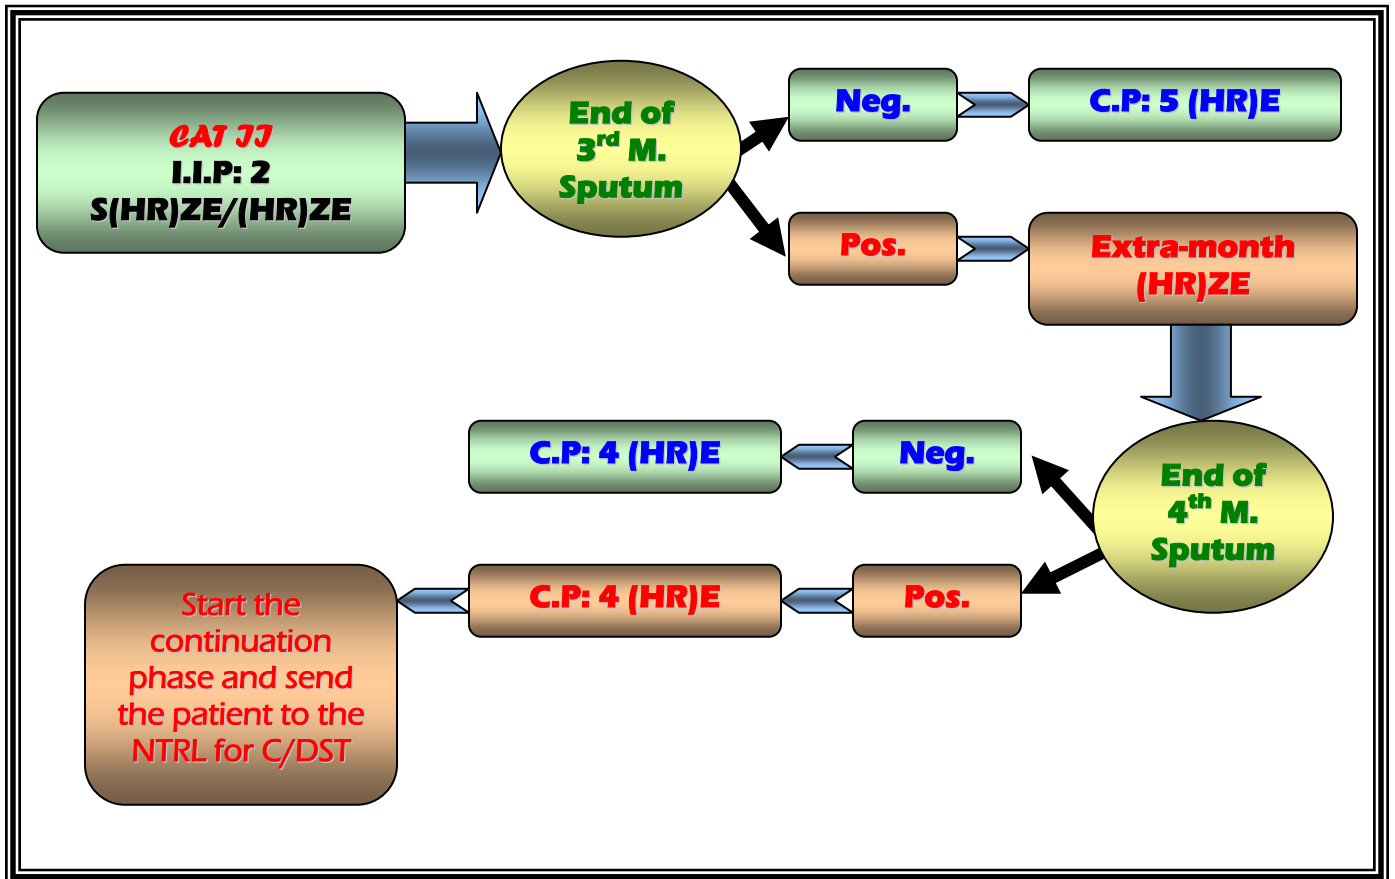 CAT II
I.I.P: 2
S(HR)ZE/(HR)ZE
End of
3rd M.
Sputum
Neg.
C.P: 5 (HR)E
Pos.
Extra-month
(HR)ZE
End of
4th M.
Sputum
Neg.
C.P: 4 (HR)E
Pos.
C.P: 4 (HR)E
Start the
continuation
phase and send
the patient to the
NTRL for C/DST